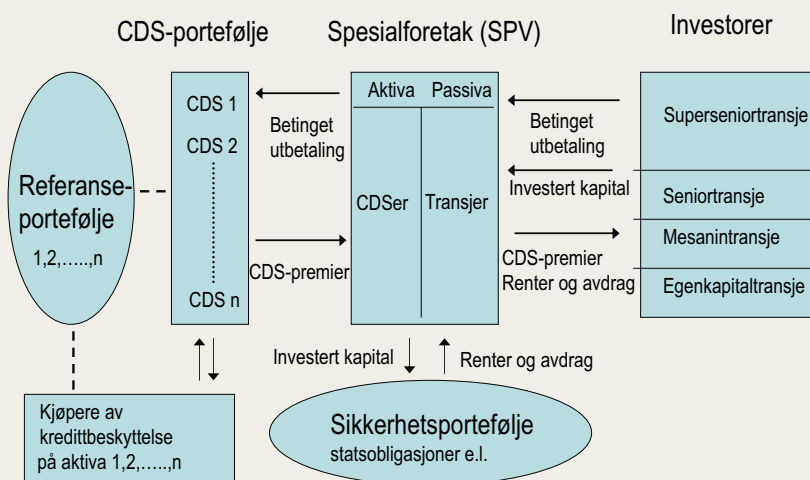 CDS-portefølje
Spesialforetak (SPV)
Investorer
Referanse-
portefølje
1,2,.....,n
CDS 1
CDS 2
CDS n
Betinget
utbetaling
CDS-premier
Aktiva
Passiva
CDSer
Transjer
Betinget
utbetaling
Investert kapital
CDS-premier
Renter og avdrag
Superseniortransje
Seniortransje
Mesanintransje
Egenkapitaltransje
Kjøpere av
kredittbeskyttelse
på aktiva 1,2,.....,n
Investert kapital
Renter og avdrag
Sikkerhetsportefølje
statsobligasjoner e.l.